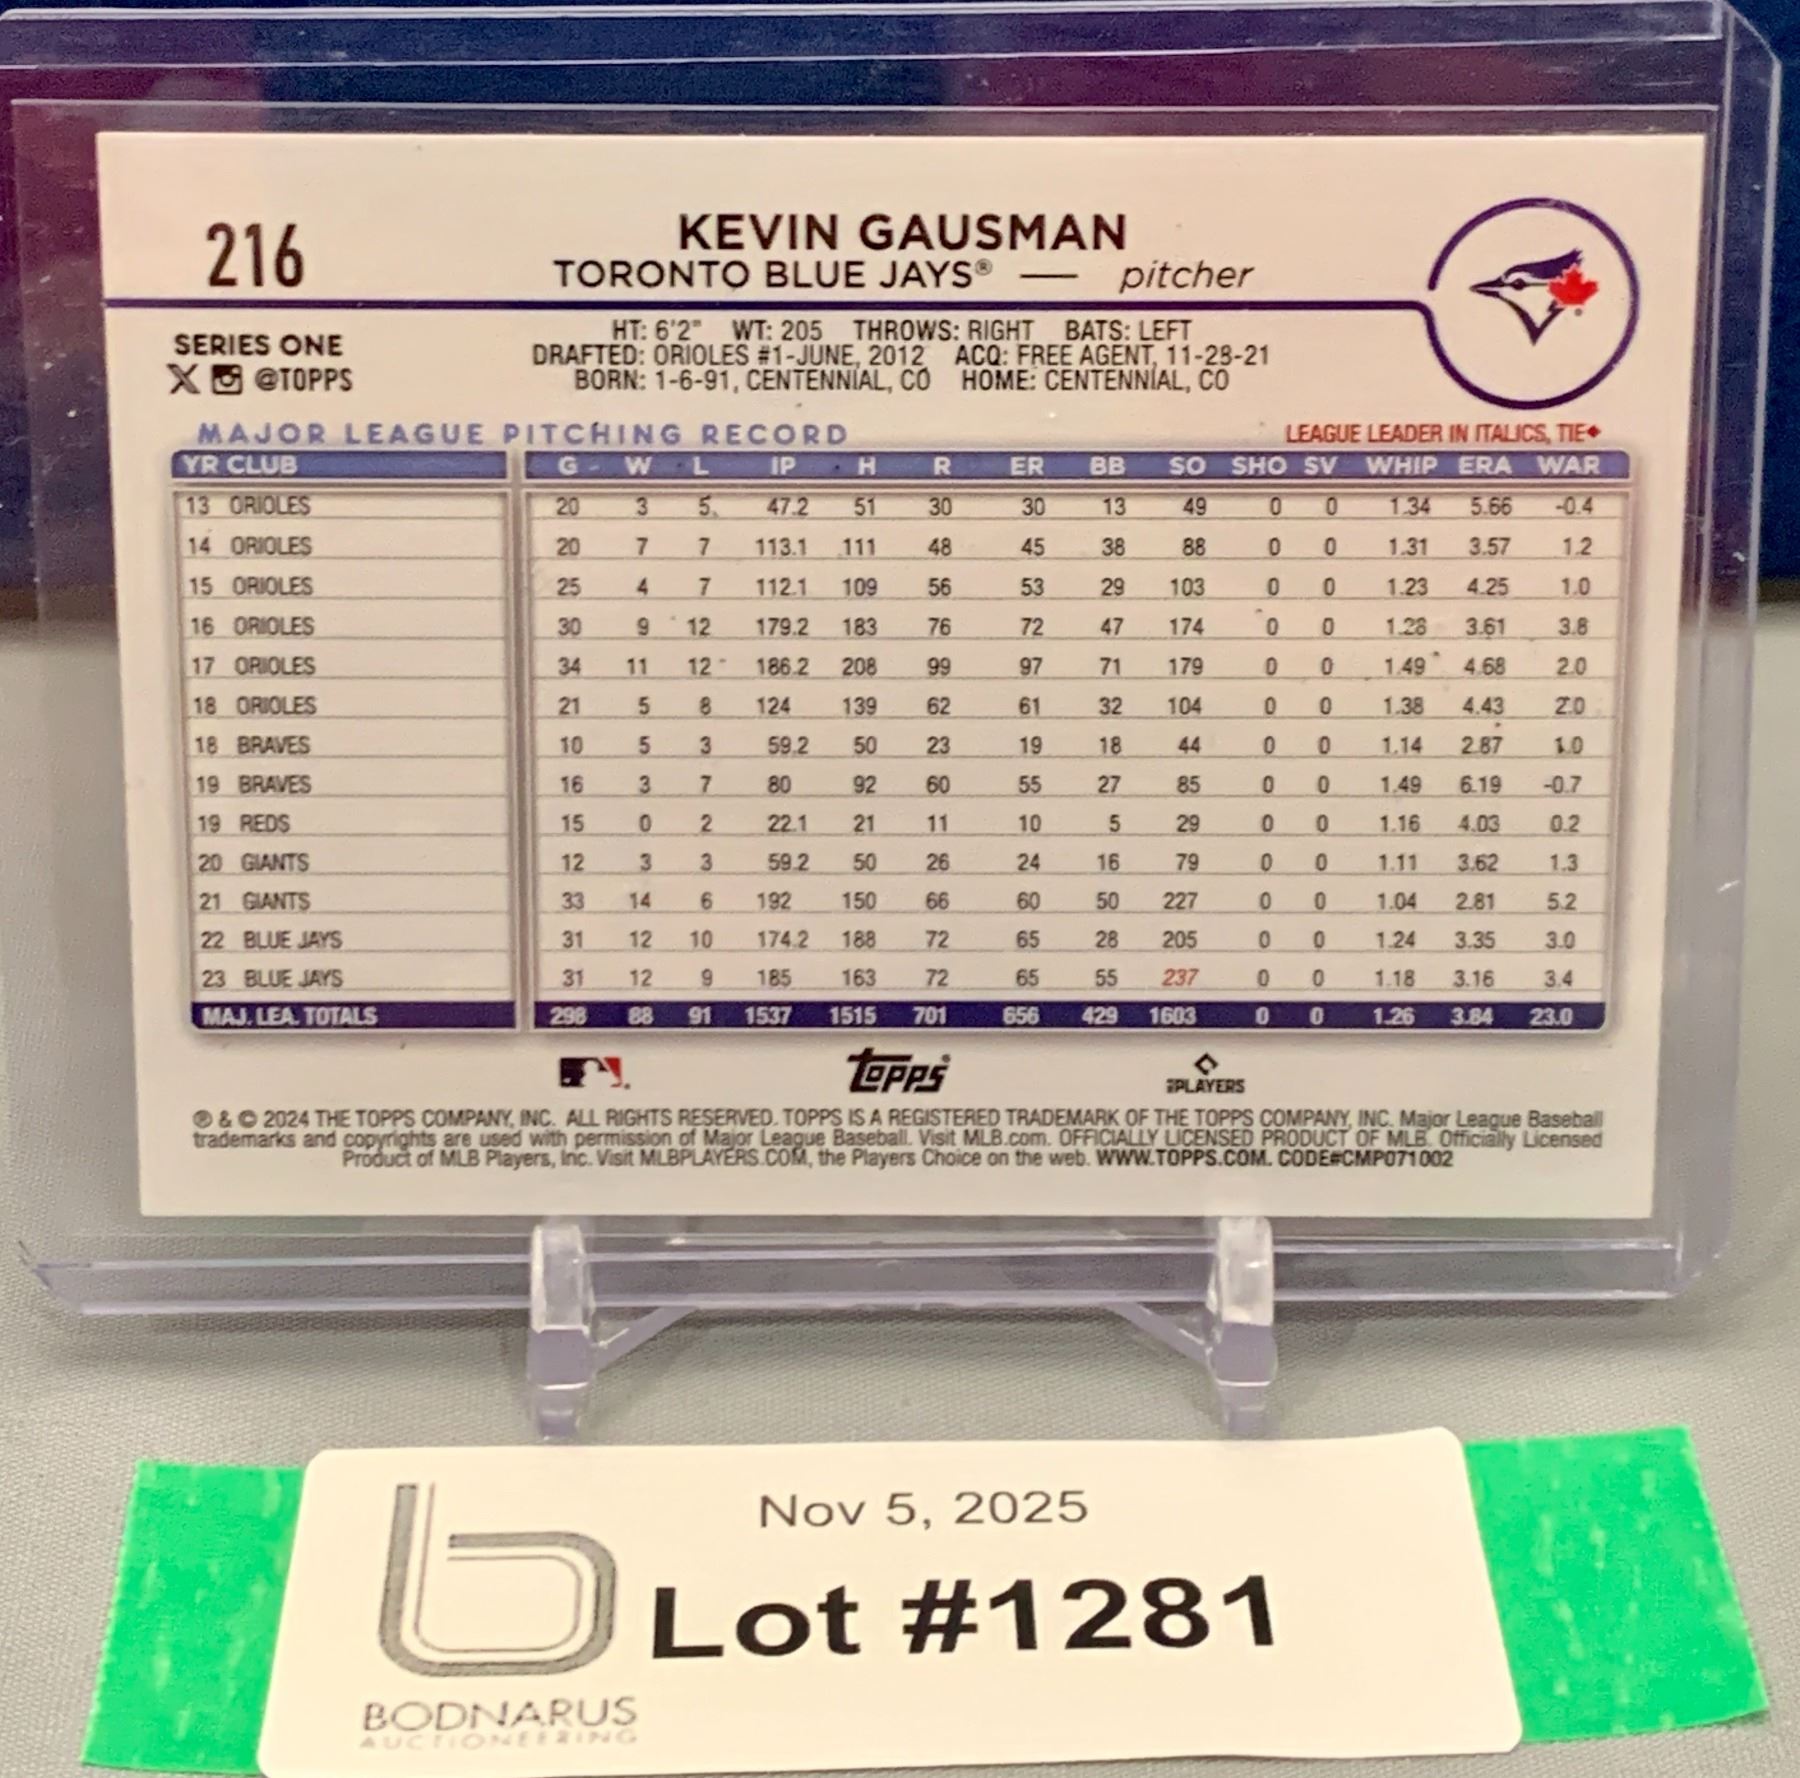 216
KEVIN GAUSMAN
TORONTO BLUE JAYS® — pitcher
SERIES ONE
@TOPPS
HT: 6'2" WT: 205 THROWS: RIGHT BATS: LEFT
DRAFTED: ORIOLES #1-JUNE, 2012 ACQ: FREE AGENT, 11-28-21
BORN: 1-6-91, CENTENNIAL, CO HOME: CENTENNIAL, CO
MAJOR LEAGUE PITCHING RECORD LEAGUE LEADER IN ITALICS, TIE◆
YR CLUB G W L IP H R ER BB SO SHO SV WHIP ERA WAR
13 ORIOLES 20 3 5 47.2 51 30 30 13 49 0 0 1.34 5.66 -0.4
14 ORIOLES 20 7 7 113.1 111 48 45 38 88 0 0 1.31 3.57 1.2
15 ORIOLES 25 4 7 112.1 109 56 53 29 103 0 0 1.23 4.25 1.0
16 ORIOLES 30 9 12 179.2 183 76 72 47 174 0 0 1.28 3.61 3.8
17 ORIOLES 34 11 12 186.2 208 99 97 71 179 0 0 1.49 4.68 2.0
18 ORIOLES 21 5 8 124 139 62 61 32 104 0 0 1.38 4.43 2.0
18 BRAVES 10 5 3 59.2 50 23 19 18 44 0 0 1.14 2.87 1.0
19 BRAVES 16 3 7 80 92 60 55 27 85 0 0 1.49 6.19 -0.7
19 REDS 15 0 2 22.1 21 11 10 5 29 0 0 1.16 4.03 0.2
20 GIANTS 12 3 3 59.2 50 26 24 16 79 0 0 1.11 3.62 1.3
21 GIANTS 33 14 6 192 150 66 60 50 227 0 0 1.04 2.81 5.2
22 BLUE JAYS 31 12 10 174.2 188 72 65 28 205 0 0 1.24 3.35 3.0
23 BLUE JAYS 31 12 9 185 163 72 65 55 237 0 0 1.18 3.16 3.4
MAJ. LEA. TOTALS 298 88 91 1537 1515 701 656 429 1603 0 0 1.26 3.84 23.0
Topps PLAYERS
® & © 2024 THE TOPPS COMPANY, INC. ALL RIGHTS RESERVED. TOPPS IS A REGISTERED TRADEMARK OF THE TOPPS COMPANY, INC. Major League Baseball
trademarks and copyrights are used with permission of Major League Baseball. Visit MLB.com. OFFICIALLY LICENSED PRODUCT OF MLB. Officially Licensed
Product of MLB Players, Inc. Visit MLBPLAYERS.COM, the Players Choice on the web. WWW.TOPPS.COM. CODE#CMP071002
Nov 5, 2025
Lot #1281
BODNARUS
AUCTIONEERING